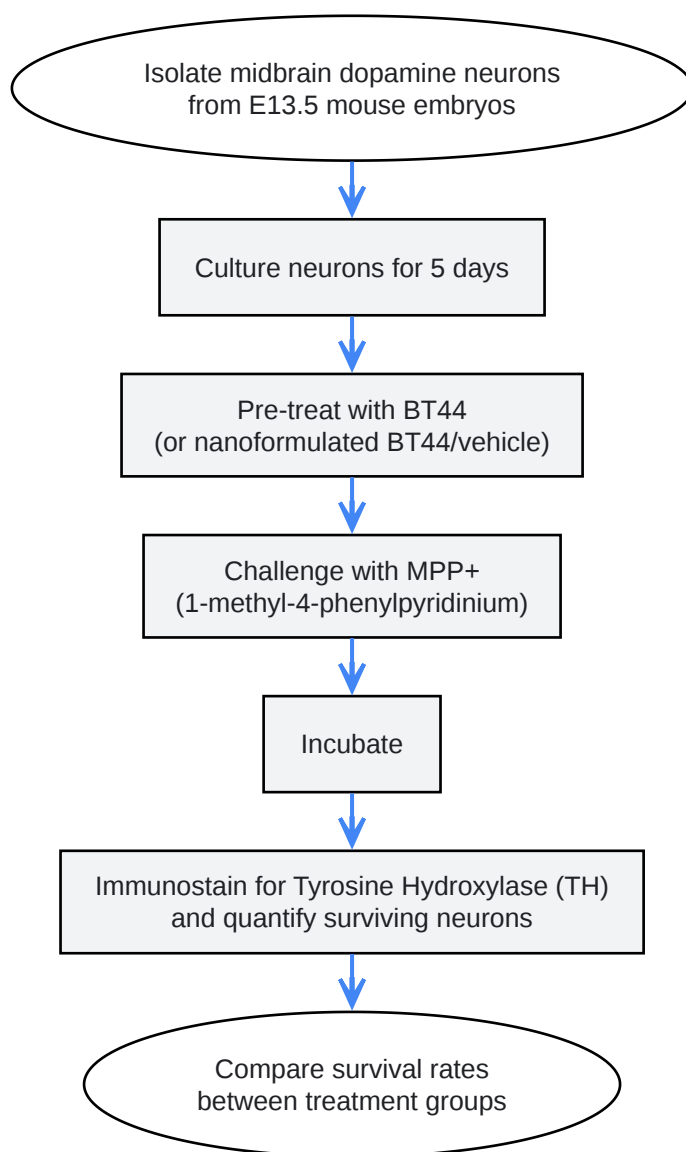 Isolate midbrain dopamine neurons
from E13.5 mouse embryos
Culture neurons for 5 days
Pre-treat with BT44
(or nanoformulated BT44/vehicle)
Challenge with MPP+
(1-methyl-4-phenylpyridinium)
Incubate
Immunostain for Tyrosine Hydroxylase (TH)
and quantify surviving neurons
Compare survival rates
between treatment groups